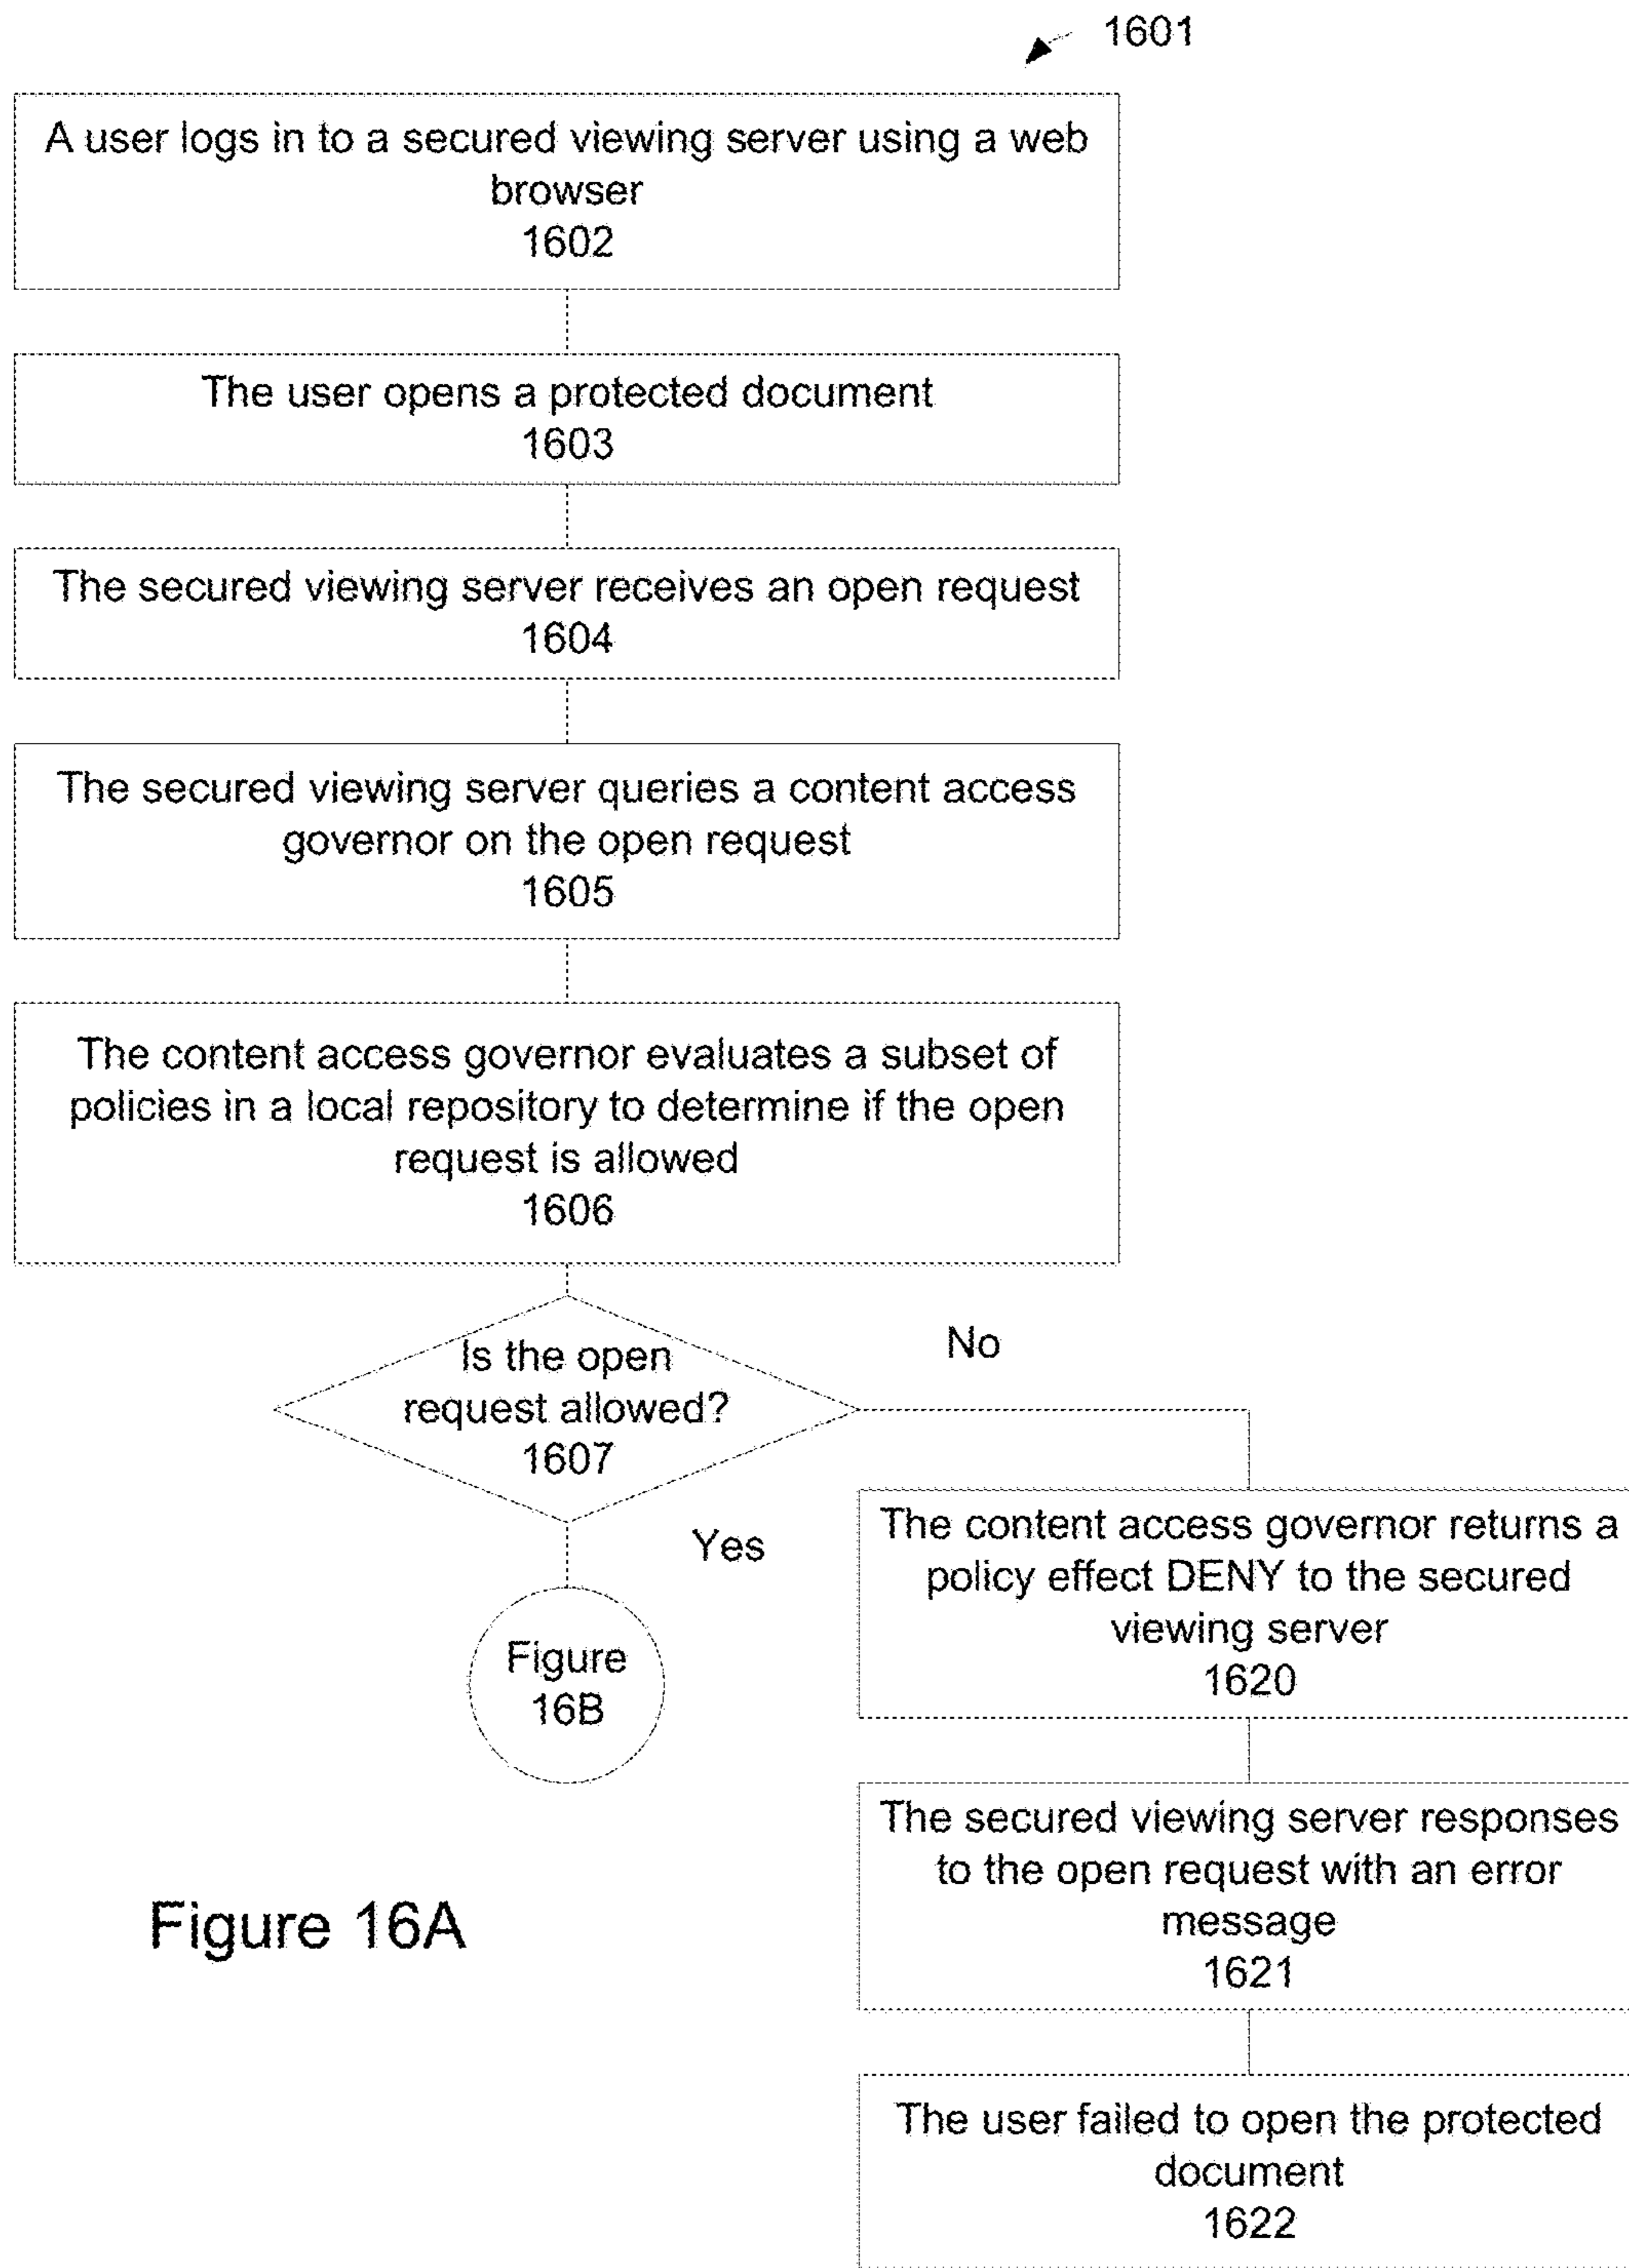 1601
A user logs in to a secured viewing server using a web
browser
1602
The user opens a protected document
1603
The secured viewing server receives an open request
1604
The secured viewing server queries a content access
governor on the open request
1605
The content access governor evaluates a subset of
policies in a local repository to determine if the open
request is allowed
1606
Is the open
request allowed?
1607
No
Yes
Figure
16B
The content access governor returns a
policy effect DENY to the secured
viewing server
1620
The secured viewing server responses
to the open request with an error
message
1621
The user failed to open the protected
document
1622
Figure 16A